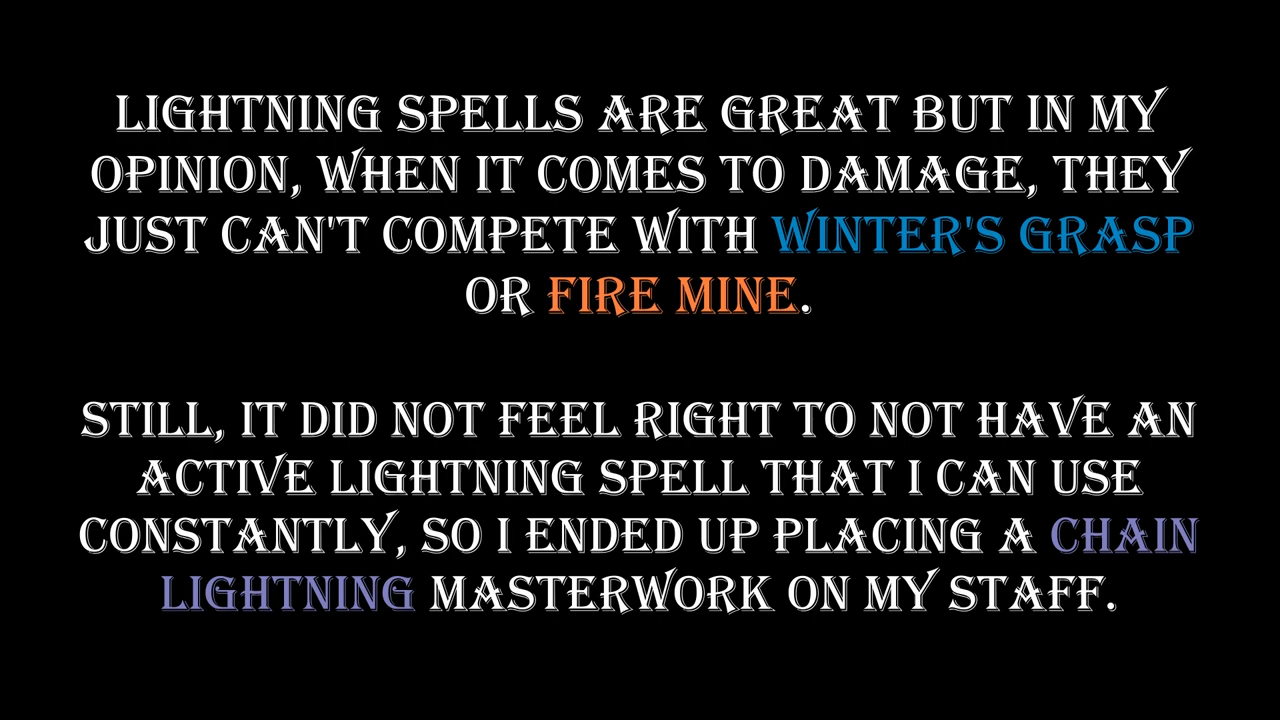 LIGHTNING SPELLS ARE GREAT BUT IN MY
OPINION, WHEN IT COMES TO DAMAGE, THEY
JUST CAN'T COMPETE WITH WINTER'S GRASP
OR FIRE MINE.
STILL, IT DID NOT FEEL RIGHT TO NOT HAVE AN
ACTIVE LIGHTNING SPELL THAT I CAN USE
CONSTANTLY, SO I ENDED UP PLACING A CHAIN
LIGHTNING MASTERWORK ON MY STAFF.